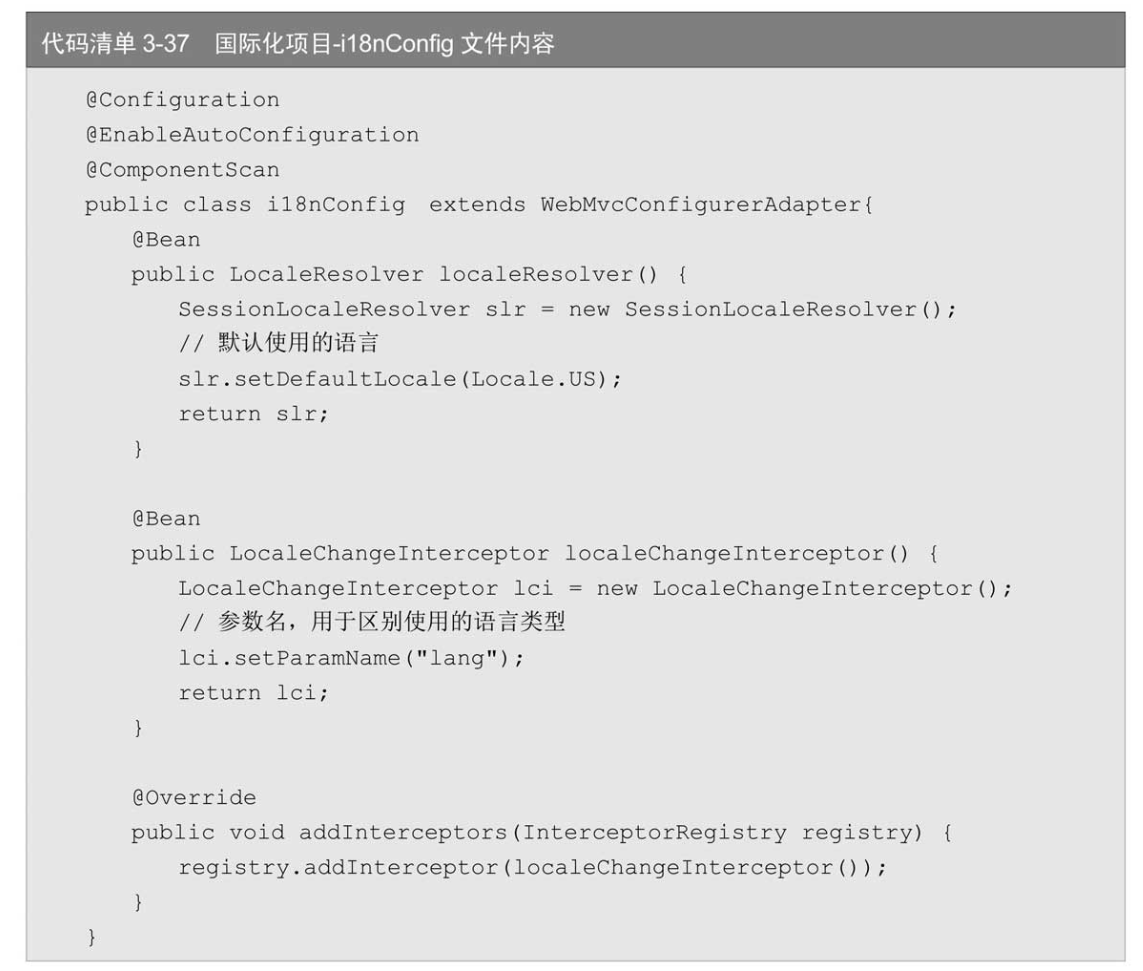 代码清单 3-37 国际化项目-i18nConfig 文件内容
@Configuration
@EnableAutoConfiguration
@ComponentScan
public class i18nConfig extends WebMvcConfigurerAdapter{
@Bean
public LocaleResolver localeResolver() {
SessionLocaleResolver slr = new SessionLocaleResolver();
// 默认使用的语言
slr.setDefaultLocale(Locale.US);
return slr;
}
@Bean
public LocaleChangeInterceptor localeChangeInterceptor() {
LocaleChangeInterceptor lci = new LocaleChangeInterceptor();
// 参数名，用于区别使用的语言类型
lci.setParamName("lang");
return lci;
}
@Override
public void addInterceptors(InterceptorRegistry registry) {
registry.addInterceptor(localeChangeInterceptor());
}
}